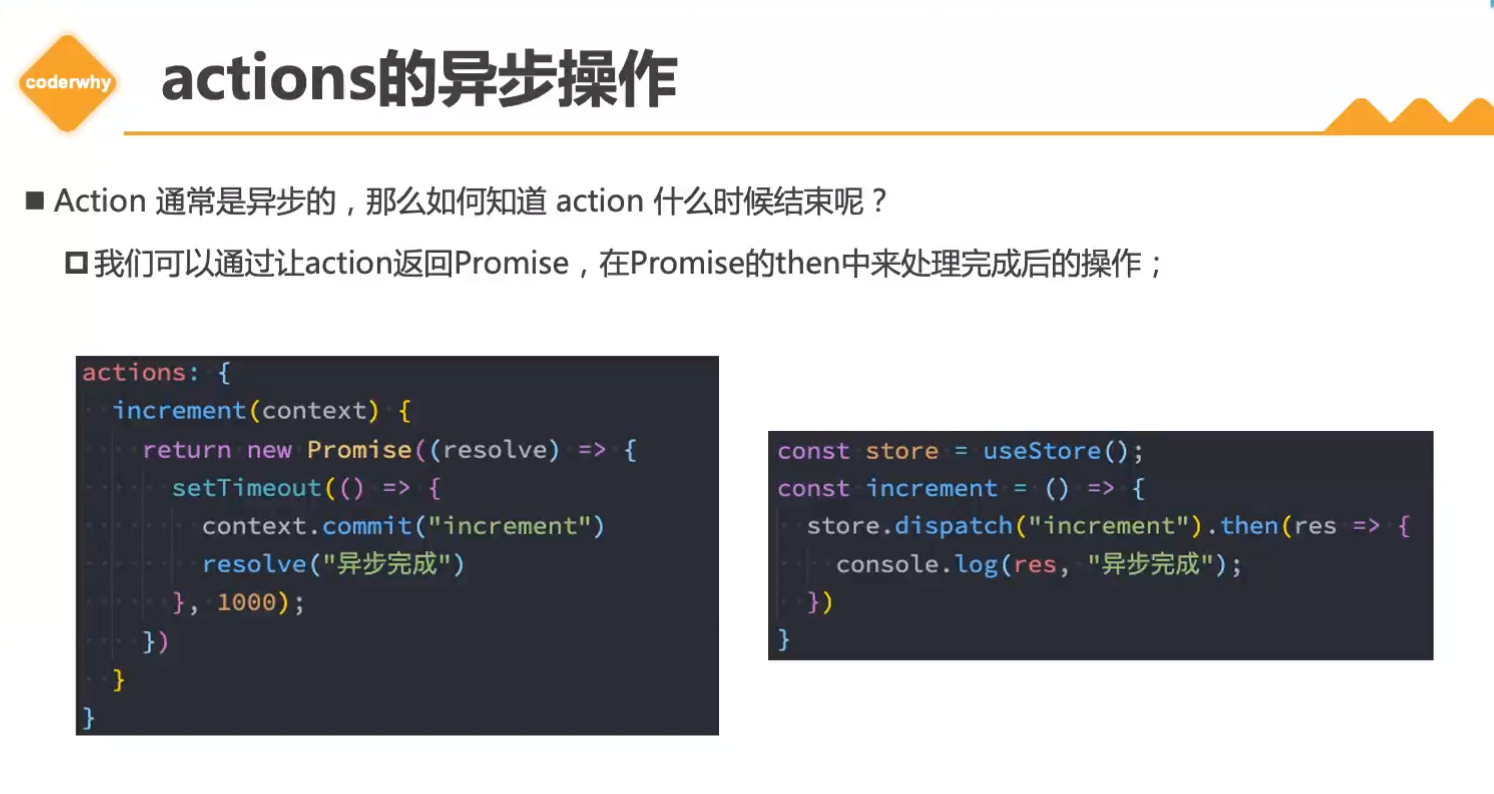 coderwhy
actions的异步操作
Action 通常是异步的，那么如何知道 action 什么时候结束呢？
我们可以通过让action返回Promise，在Promise的then中来处理完成后的操作；
actions: {
  increment(context) {
    return new Promise((resolve) => {
      setTimeout(() => {
        context.commit("increment")
        resolve("异步完成")
      }, 1000);
    })
  }
}
const store = useStore();
const increment = () => {
  store.dispatch("increment").then(res => {
    console.log(res, "异步完成");
  })
}